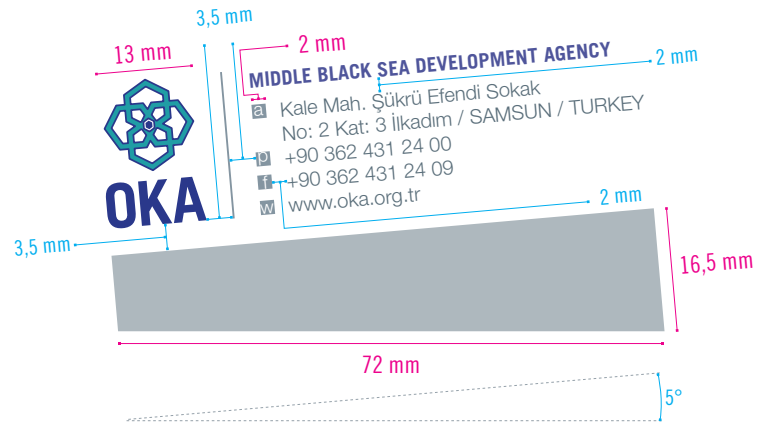 3,5 mm
13 mm
2 mm
MIDDLE BLACK SEA DEVELOPMENT AGENCY
2 mm
a Kale Mah. Şükrü Efendi Sokak
No: 2 Kat: 3 İlkadım / SAMSUN / TURKEY
p +90 362 431 24 00
f +90 362 431 24 09
w www.oka.org.tr
OKA
2 mm
3,5 mm
16,5 mm
72 mm
5°